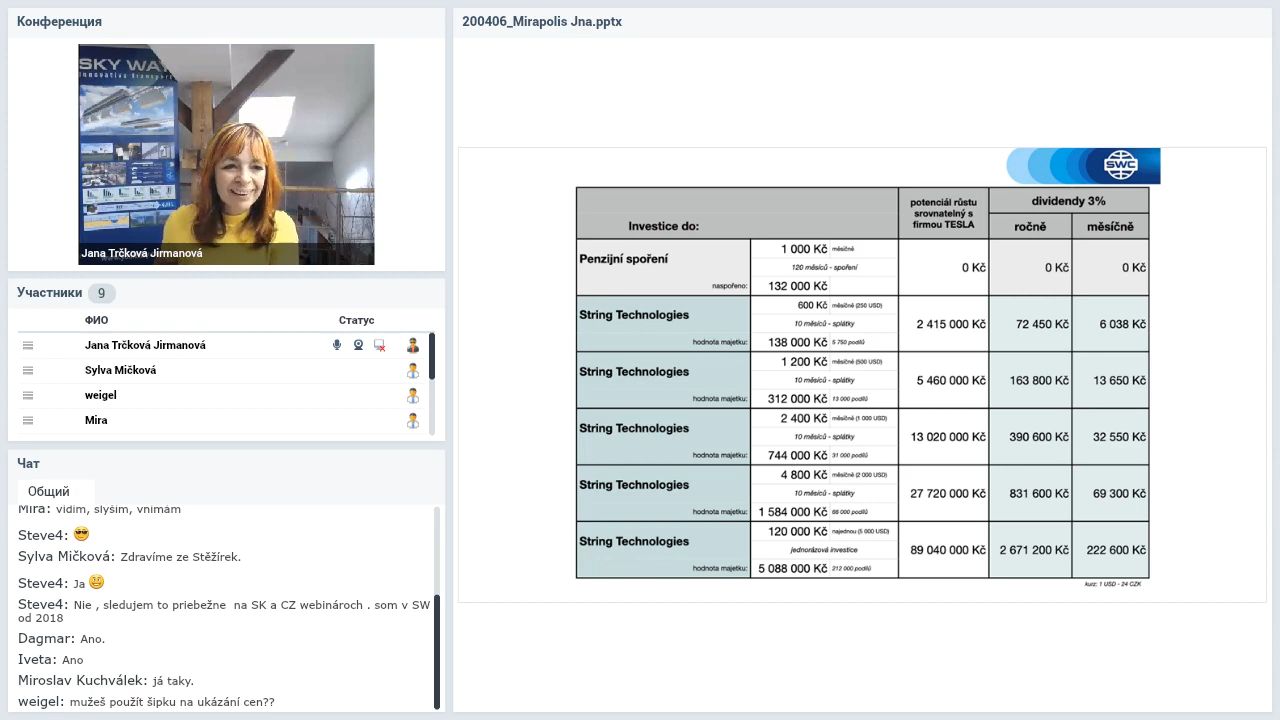 Конференция
SKY WAY
Innovative Transport
Jana Trčková Jirmanová
Участники 9
ФИО Статус
Jana Trčková Jirmanová
Sylva Mičková
weigel
Mira
Чат
Общий
Mira: vidím, slyším, vnímám
Steve4:
Sylva Mičková: Zdravíme ze Stěžírek.
Steve4: Ja
Steve4: Nie , sledujem to priebežne na SK a CZ webinároch . som v SW
od 2018
Dagmar: Ano.
Iveta: Ano
Miroslav Kuchválek: já taky.
weigel: mužeš použít šipku na ukázání cen??
200406_Mirapolis Jna.pptx
SWC
Investice do:
potenciál růstu
srovnatelný s
firmou TESLA
dividendy 3%
ročně měsíčně
Penzijní spoření
1 000 Kč měsíčně
120 měsíců - spoření
naspořeno: 132 000 Kč
0 Kč 0 Kč 0 Kč
String Technologies
600 Kč měsíčně (250 USD)
10 měsíců - splátky
hodnota majetku: 138 000 Kč 5 750 podílů
2 415 000 Kč 72 450 Kč 6 038 Kč
String Technologies
1 200 Kč měsíčně (500 USD)
10 měsíců - splátky
hodnota majetku: 312 000 Kč 13 000 podílů
5 460 000 Kč 163 800 Kč 13 650 Kč
String Technologies
2 400 Kč měsíčně (1 000 USD)
10 měsíců - splátky
hodnota majetku: 744 000 Kč 31 000 podílů
13 020 000 Kč 390 600 Kč 32 550 Kč
String Technologies
4 800 Kč měsíčně (2 000 USD)
10 měsíců - splátky
hodnota majetku: 1 584 000 Kč 66 000 podílů
27 720 000 Kč 831 600 Kč 69 300 Kč
String Technologies
120 000 Kč najednou (5 000 USD)
jednorázová investice
hodnota majetku: 5 088 000 Kč 212 000 podílů
89 040 000 Kč 2 671 200 Kč 222 600 Kč
kurz: 1 USD - 24 CZK